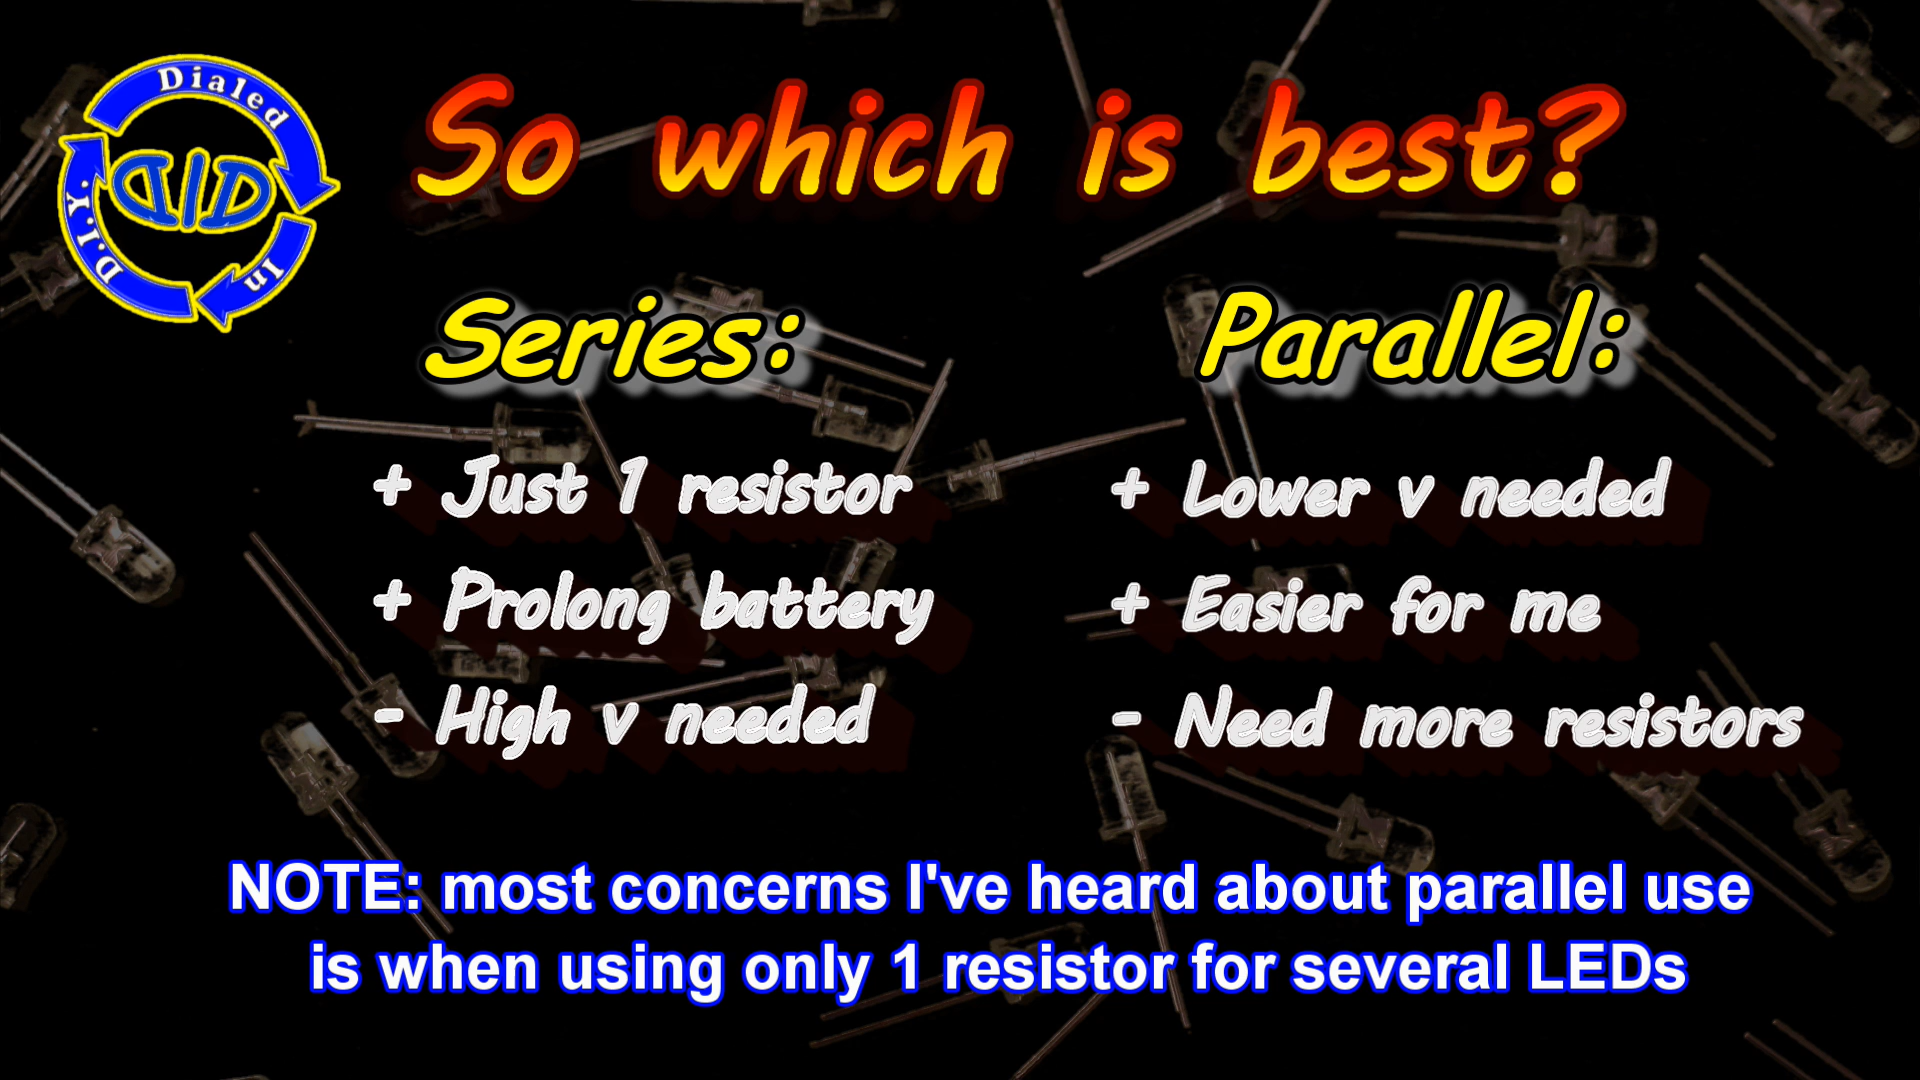 Dialed
In
D.I.Y.
DID
So which is best?
Series:
+ Just 1 resistor
+ Prolong battery
- High v needed
Parallel:
+ Lower v needed
+ Easier for me
- Need more resistors
NOTE: most concerns I've heard about parallel use
is when using only 1 resistor for several LEDs